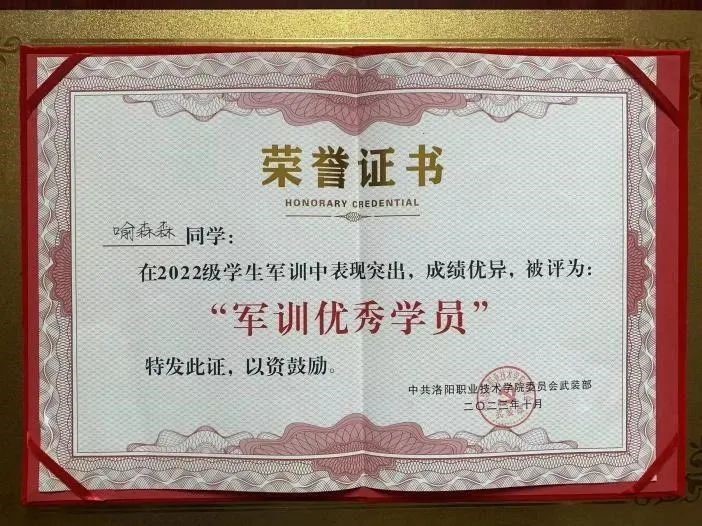 荣誉证书
HONORARY CREDENTIAL
喻森森同学：
在2022级学生军训中表现突出，成绩优异，被评为：
“军训优秀学员”
特发此证，以资鼓励。
中共洛阳职业技术学院委员会武装部
二〇二二年十月